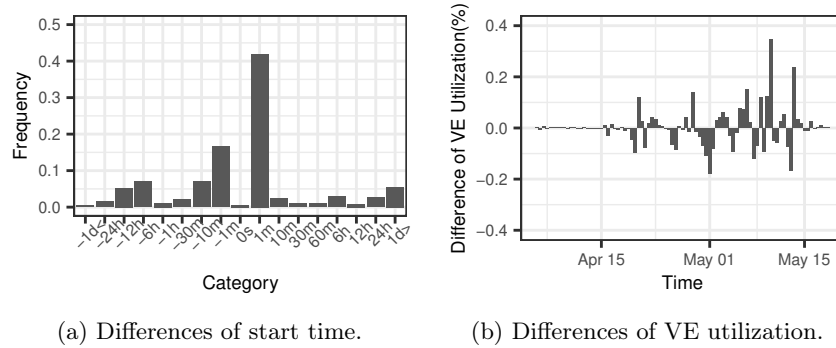 0.5
0.4
0.3
0.2
0.1
0.0
Frequency
−1d<
−24h
−12h
−6h
−1h
−30m
−10m
−1m
0s
1m
10m
30m
60m
6h
12h
24h
1d>
Category
(a) Differences of start time.
0.4
0.2
0.0
−0.2
−0.4
Difference of VE Utilization(%)
Apr 15
May 01
May 15
Time
(b) Differences of VE utilization.